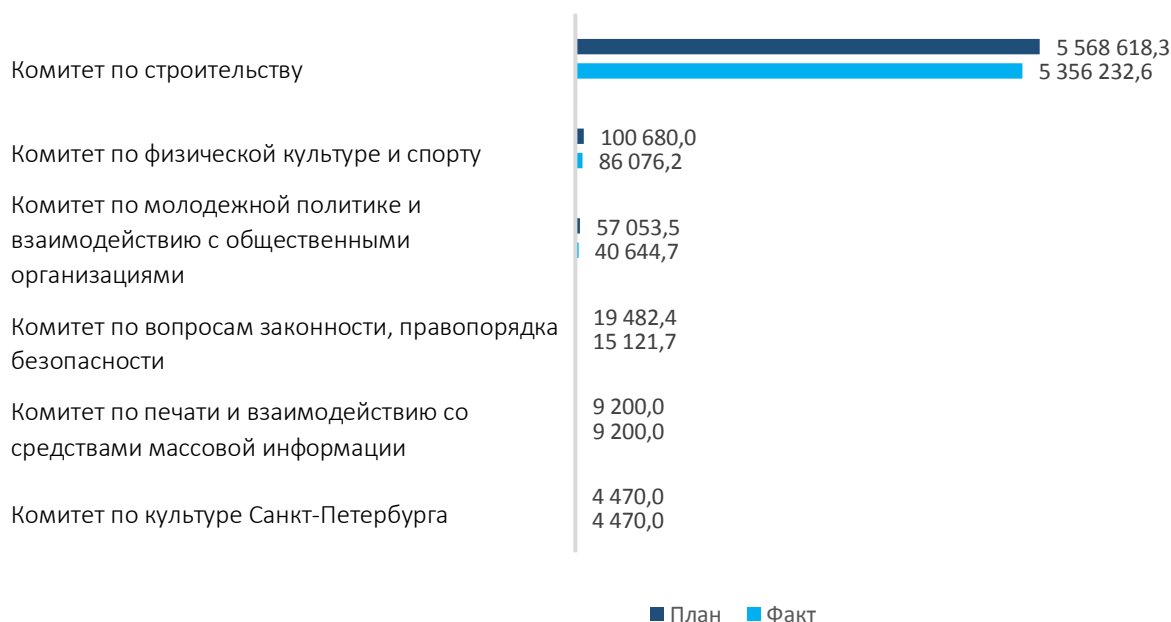 5 568 618,3
Комитет по строительству
5 356 232,6
100 680,0
Комитет по физической культуре и спорту
86 076,2
Комитет по молодежной политике и
взаимодействию с общественными
организациями
57 053,5
40 644,7
Комитет по вопросам законности, правопорядка
безопасности
19 482,4
15 121,7
Комитет по печати и взаимодействию со
средствами массовой информации
9 200,0
9 200,0
Комитет по культуре Санкт-Петербурга
4 470,0
4 470,0
План Факт